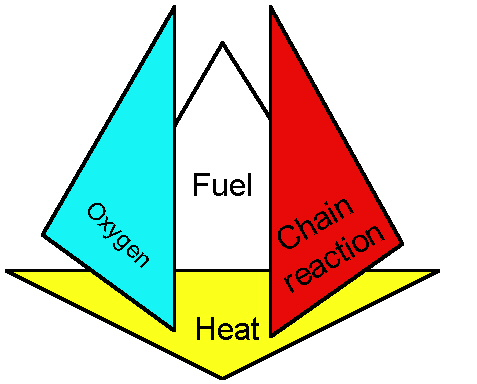 Fuel
Oxygen
Chain
reaction
Heat